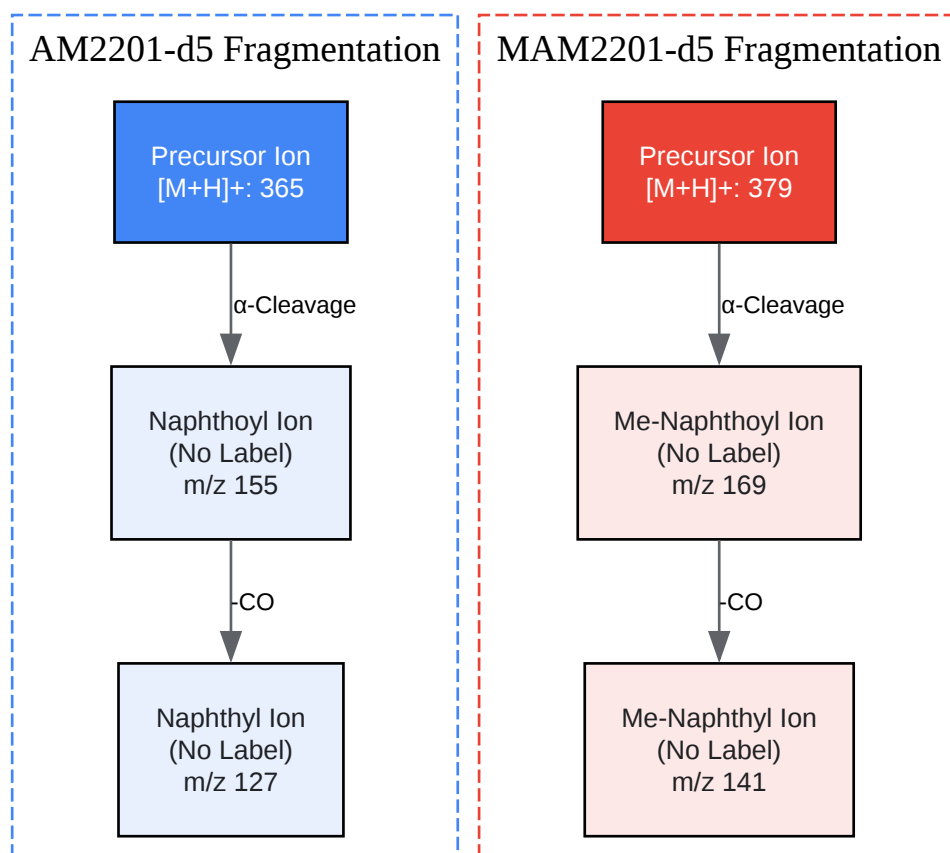 AM2201-d5 Fragmentation
Precursor Ion
[M+H]+: 365
α-Cleavage
Naphthoyl Ion
(No Label)
m/z 155
-CO
Naphthyl Ion
(No Label)
m/z 127
MAM2201-d5 Fragmentation
Precursor Ion
[M+H]+: 379
α-Cleavage
Me-Naphthoyl Ion
(No Label)
m/z 169
-CO
Me-Naphthyl Ion
(No Label)
m/z 141